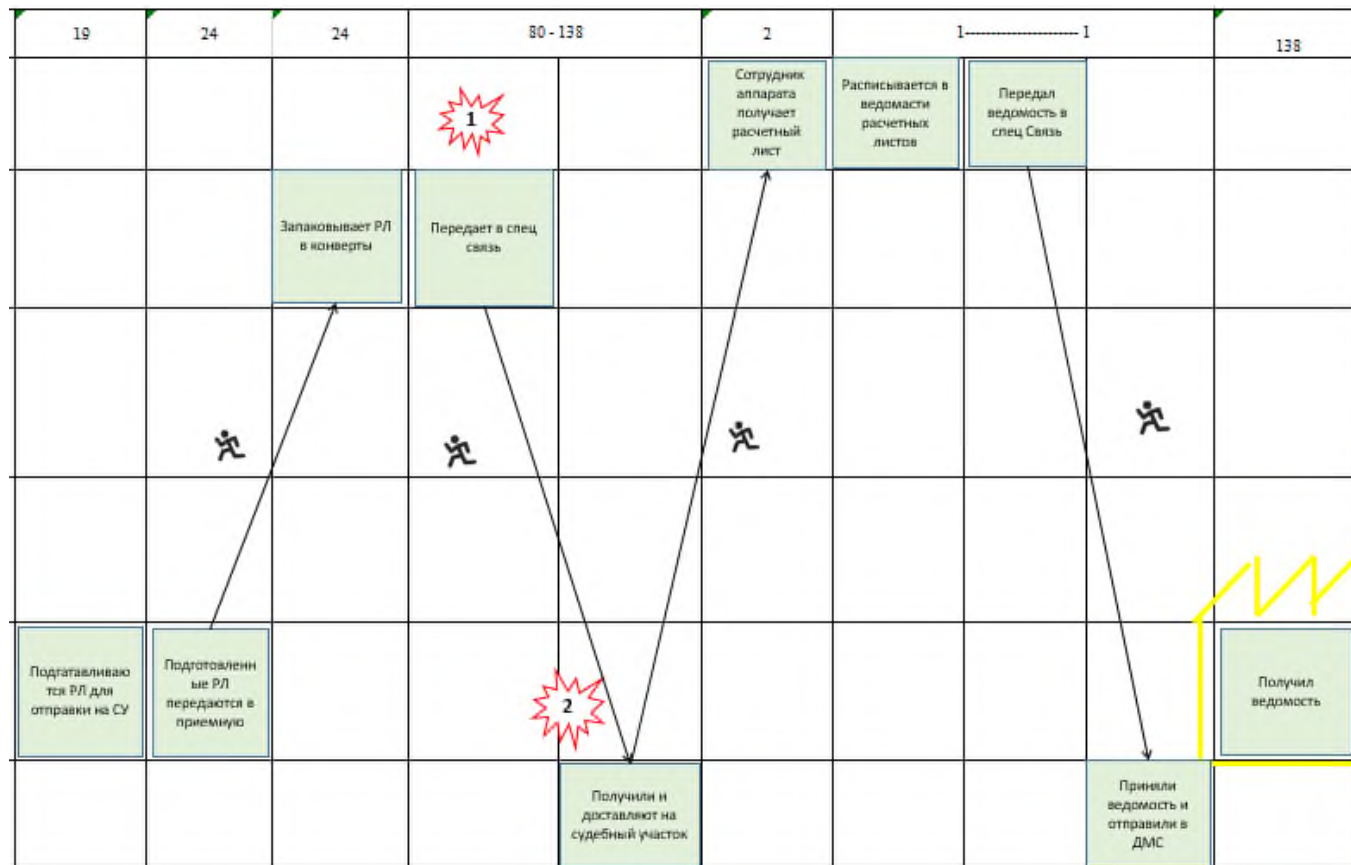 19
24
24
80 - 138
2
1----------------------- 1
138
Сотрудник
аппарата
получает
расчетный
лист
Расписывается в
ведомасти
расчетных
листов
Передал
ведомость в
спец Связь
1
Запаковывает РЛ
в конверты
Передает в спец
связь
Подгатавливаю
тся РЛ для
отправки на СУ
Подготовленн
ые РЛ
передаются в
приемную
2
Получил
ведомость
Получили и
доставляют на
судебный участок
Приняли
ведомость и
отправили в
ДМС